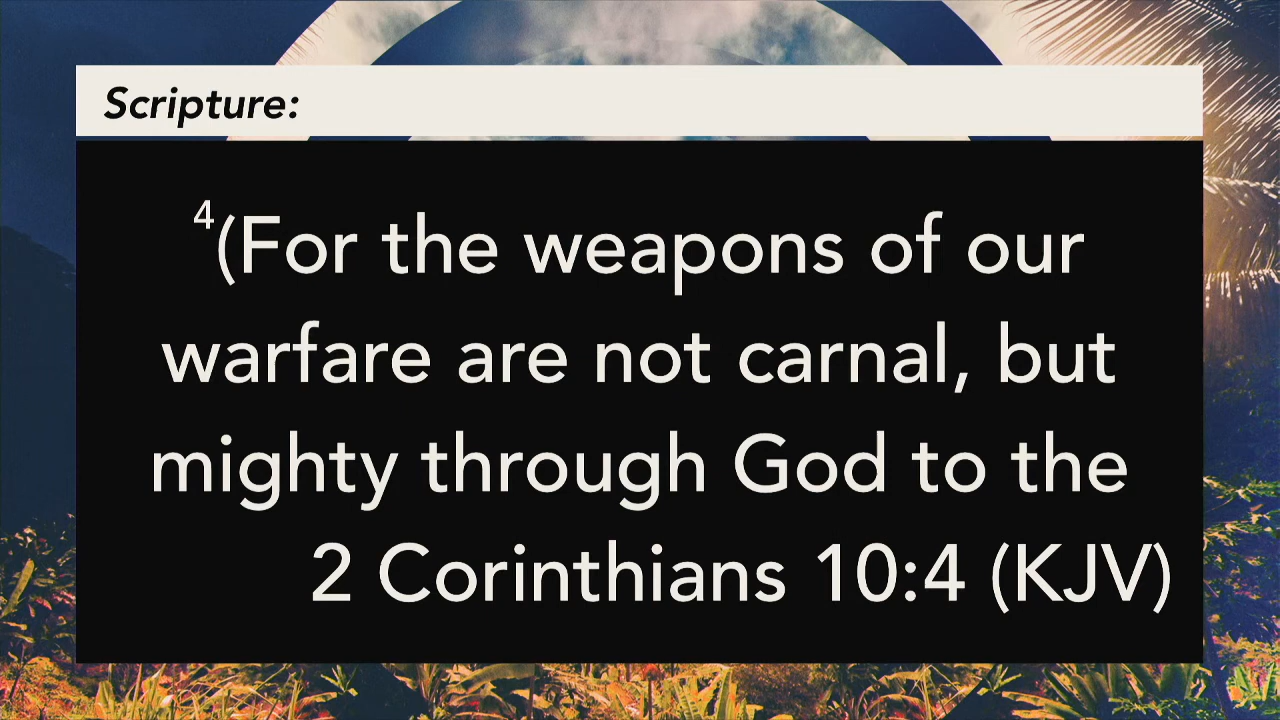 Scripture:
4(For the weapons of our
warfare are not carnal, but
mighty through God to the
2 Corinthians 10:4 (KJV)